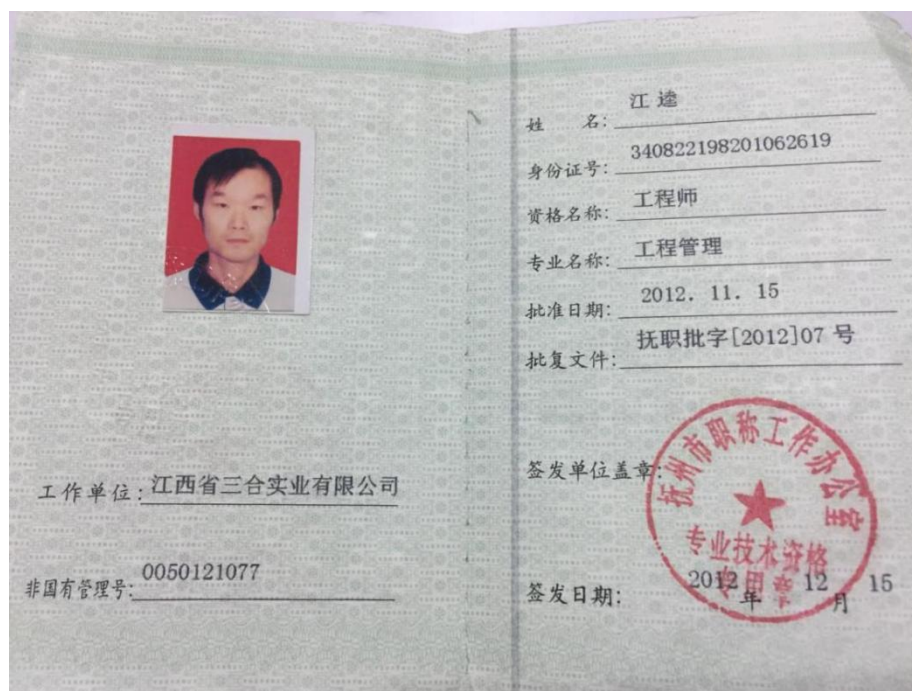 工作单位：江西省三合实业有限公司
非国有管理号：0050121077
姓 名：江逵
身份证号：340822198201062619
资格名称：工程师
专业名称：工程管理
批准日期：2012. 11. 15
批复文件：抚职批字[2012]07 号
签发单位盖章：
抚州市职称工作办公室
专业技术资格
专用章
签发日期：2012 年 12 月 15